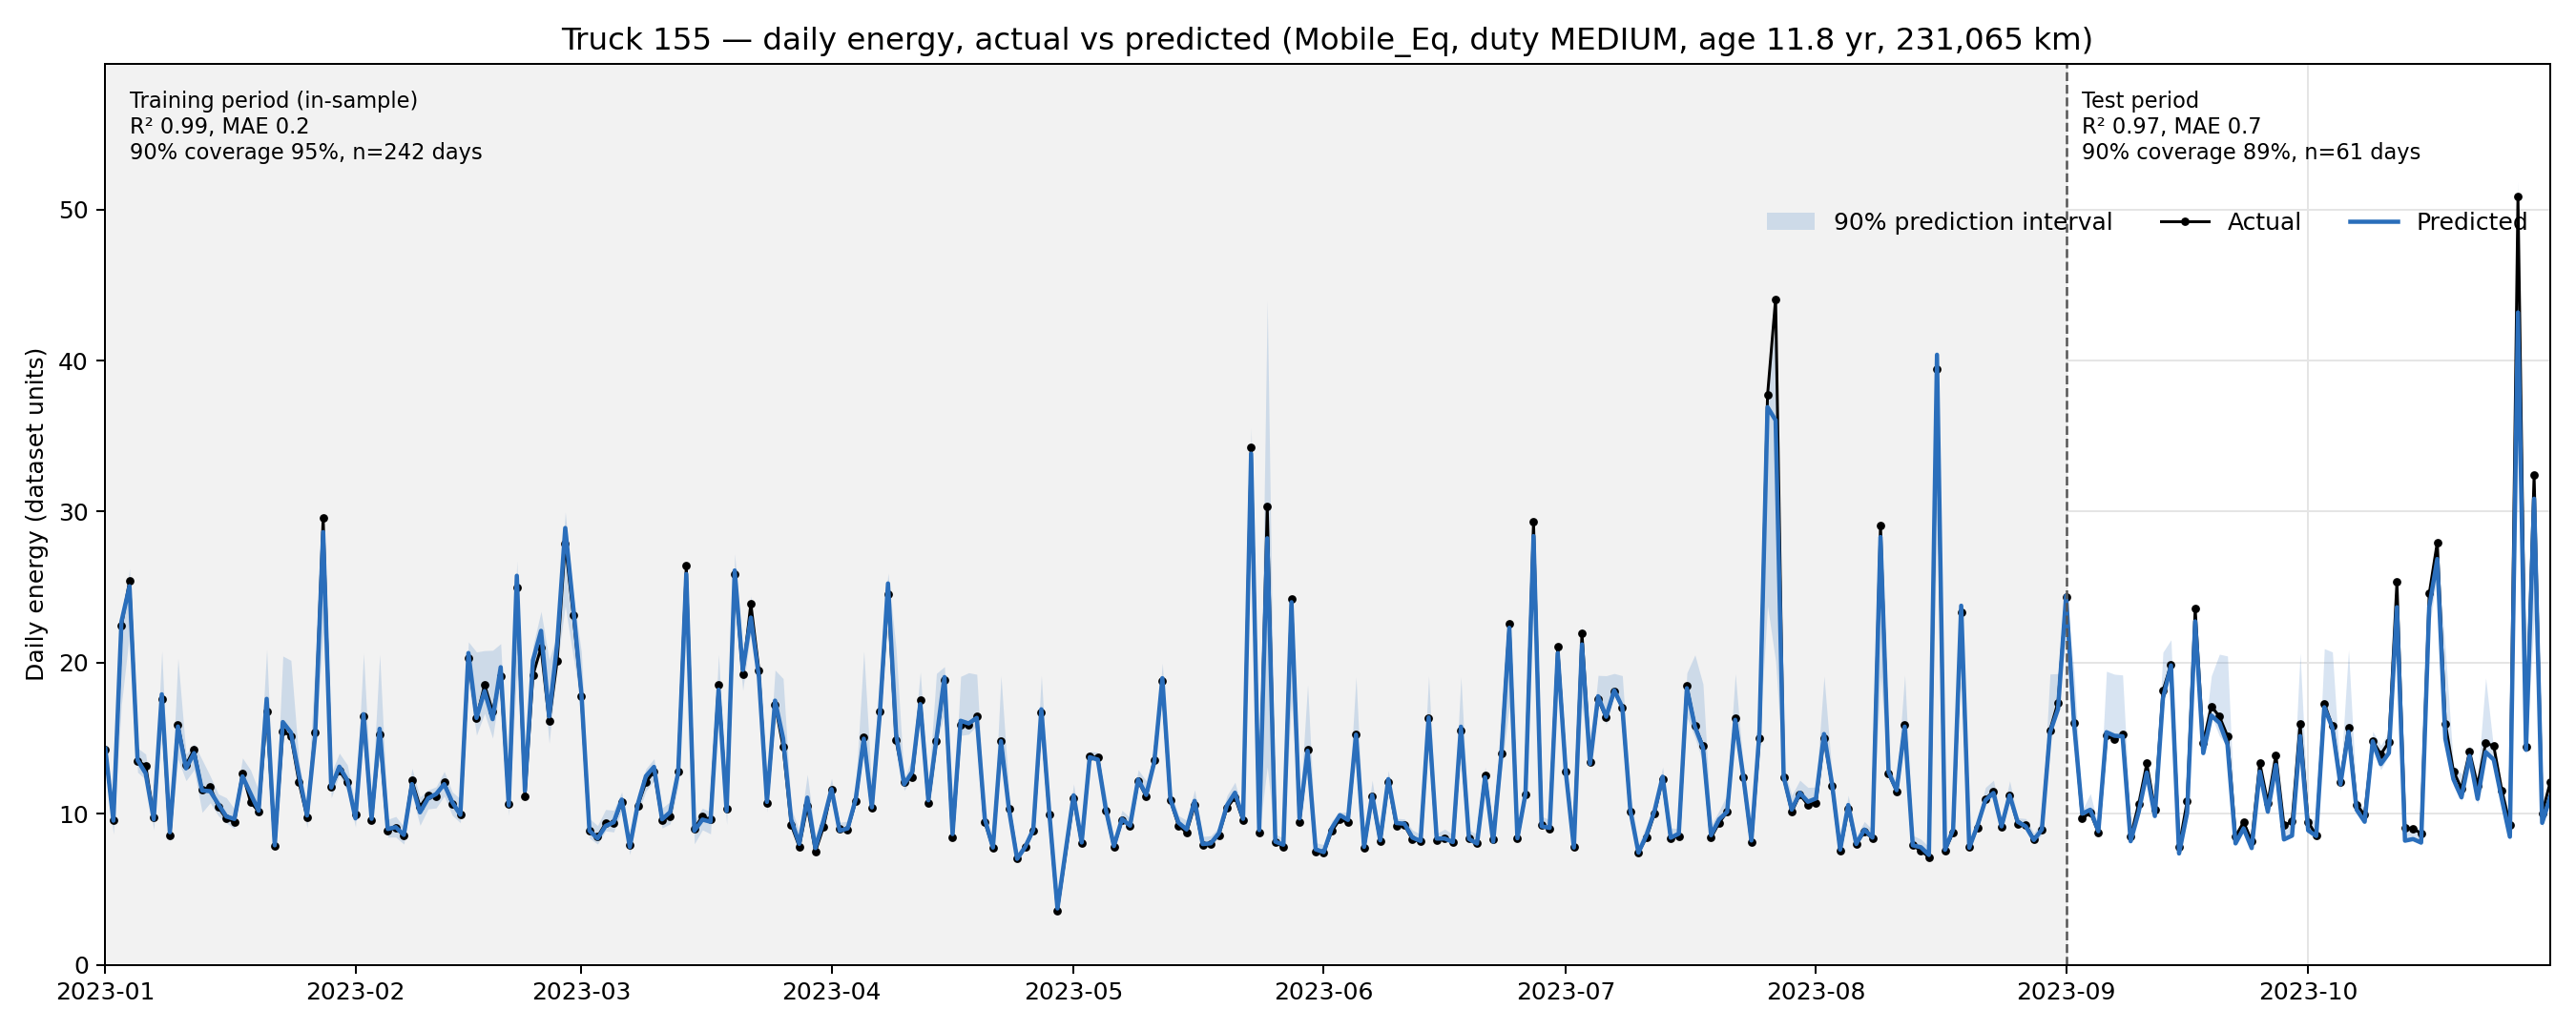 Truck 155 — daily energy, actual vs predicted (Mobile_Eq, duty MEDIUM, age 11.8 yr, 231,065 km)
Training period (in-sample)
R² 0.99, MAE 0.2
90% coverage 95%, n=242 days
Test period
R² 0.97, MAE 0.7
90% coverage 89%, n=61 days
90% prediction interval
Actual
Predicted
Daily energy (dataset units)
50
40
30
20
10
0
2023-01
2023-02
2023-03
2023-04
2023-05
2023-06
2023-07
2023-08
2023-09
2023-10